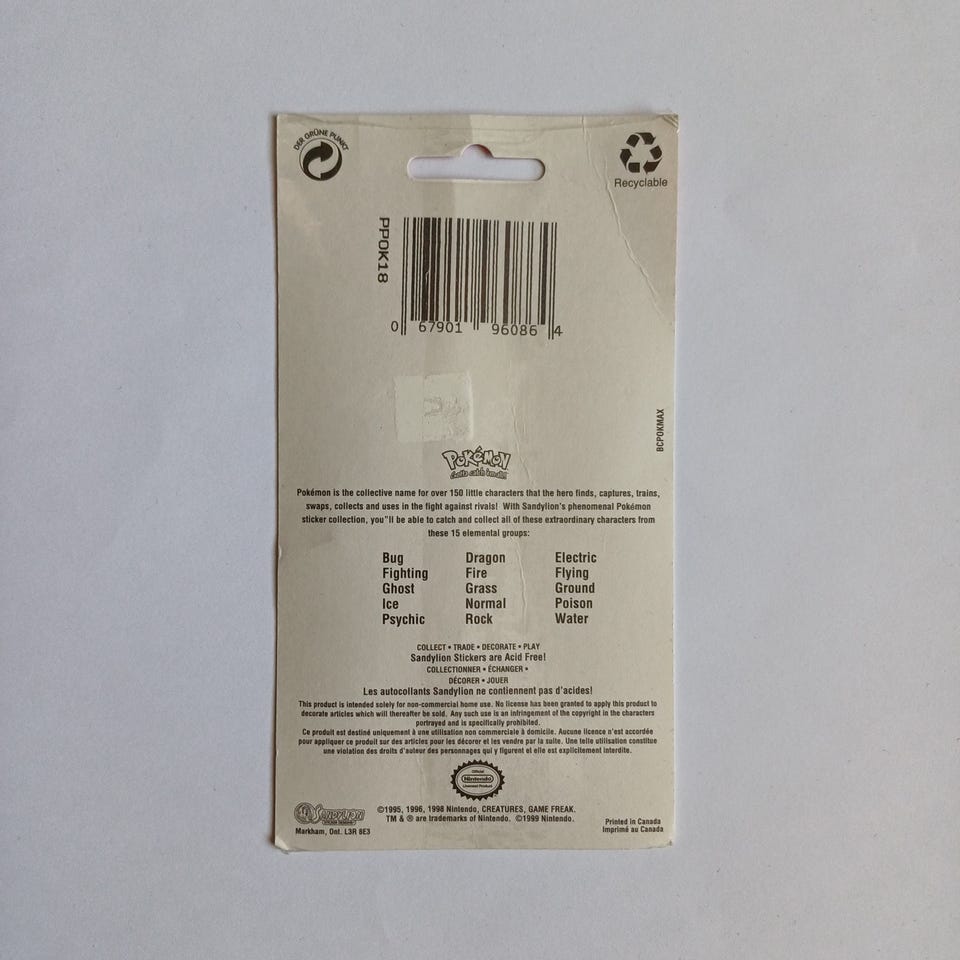 DER GRÜNE PUNKT
Recyclable
PPOK18
0 67901 96086 4
BCPOKMAX
POKéMON
Gotta catch 'em all!
Pokémon is the collective name for over 150 little characters that the hero finds, captures, trains,
swaps, collects and uses in the fight against rivals! With Sandylion's phenomenal Pokémon
sticker collection, you"ll be able to catch and collect all of these extraordinary characters from
these 15 elemental groups:
Bug Dragon Electric
Fighting Fire Flying
Ghost Grass Ground
Ice Normal Poison
Psychic Rock Water
COLLECT • TRADE • DECORATE • PLAY
Sandylion Stickers are Acid Free!
COLLECTIONNER • ÉCHANGER •
DÉCORER • JOUER
Les autocollants Sandylion ne contiennent pas d'acides!
This product is intended solely for non-commercial home use. No license has been granted to apply this product to
decorate articles which will thereafter be sold. Any such use is an infringement of the copyright in the characters
portrayed and is specifically prohibited.
Ce produit est destiné uniquement à une utilisation non commerciale à domicile. Aucune licence n'est accordée
pour appliquer ce produit sur des articles pour les décorer et les vendre par la suite. Une telle utilisation constitue
une violation des droits d'auteur des personnages qui y figurent et elle est explicitement interdite.
Official
Nintendo
Licensed Product
SANDYLION
STICKER DESIGNS
Markham, Ont. L3R 8E3
©1995, 1996, 1998 Nintendo, CREATURES, GAME FREAK.
TM & ® are trademarks of Nintendo. ©1999 Nintendo.
Printed in Canada
Imprimé au Canada